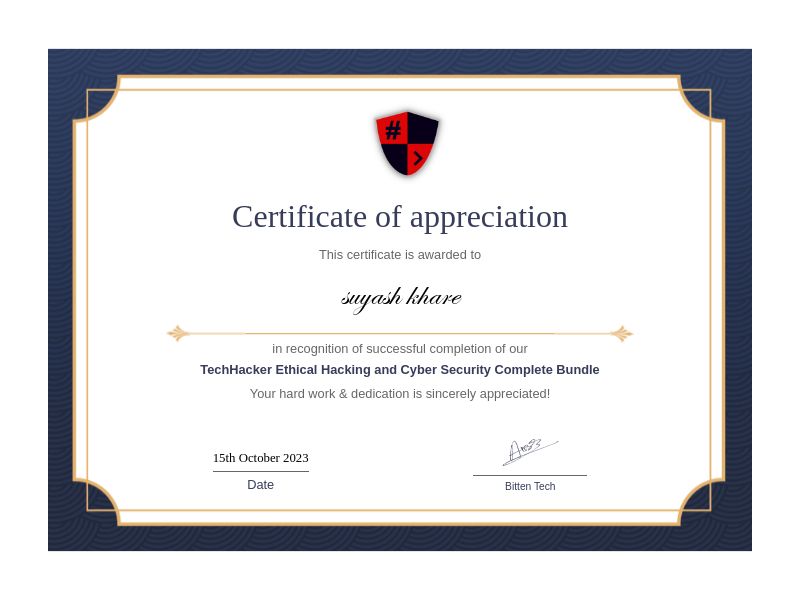 #
>
Certificate of appreciation
This certificate is awarded to
suyash khare
in recognition of successful completion of our
TechHacker Ethical Hacking and Cyber Security Complete Bundle
Your hard work & dedication is sincerely appreciated!
15th October 2023
Date
Bitten Tech